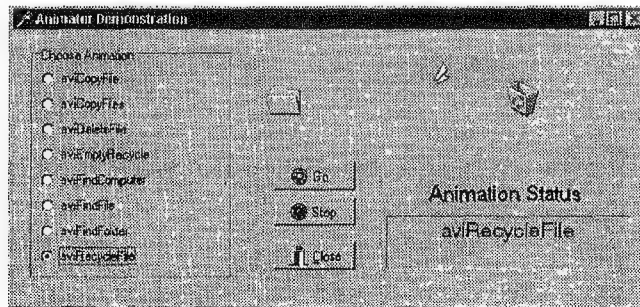 Animator Demonstration
Choose Animation
aviCopyFile
aviCopyFiles
aviDeleteFile
aviEmptyRecycle
aviFindComputer
aviFindFile
aviFindFolder
aviRecycleFile
Go
Stop
Close
Animation Status
aviRecycleFile